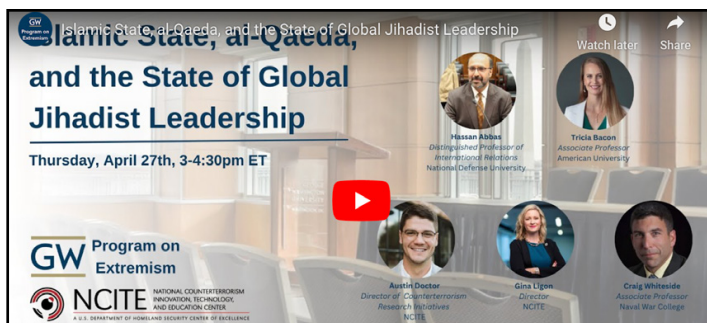 GW
Program on
Extremism
Islamic State, al-Qaeda, and the State of Global Jihadist Leadership
Watch later
Share
Islamic State, al-Qaeda,
and the State of Global
Jihadist Leadership
Thursday, April 27th, 3-4:30pm ET
Hassan Abbas
Distinguished Professor of
International Relations
National Defense University
Tricia Bacon
Associate Professor
American University
GW
Program on
Extremism
NCITE
NATIONAL COUNTERTERRORISM
INNOVATION, TECHNOLOGY,
AND EDUCATION CENTER
A U.S. DEPARTMENT OF HOMELAND SECURITY CENTER OF EXCELLENCE
Austin Doctor
Director of Counterterrorism
Research Initiatives
NCITE
Gina Ligon
Director
NCITE
Craig Whiteside
Associate Professor
Naval War College